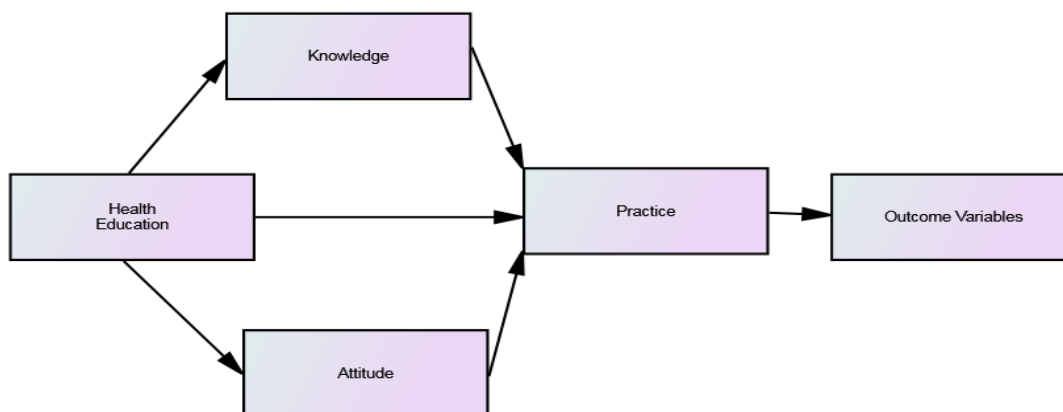 Knowledge
Health
Education
Practice
Outcome Variables
Attitude